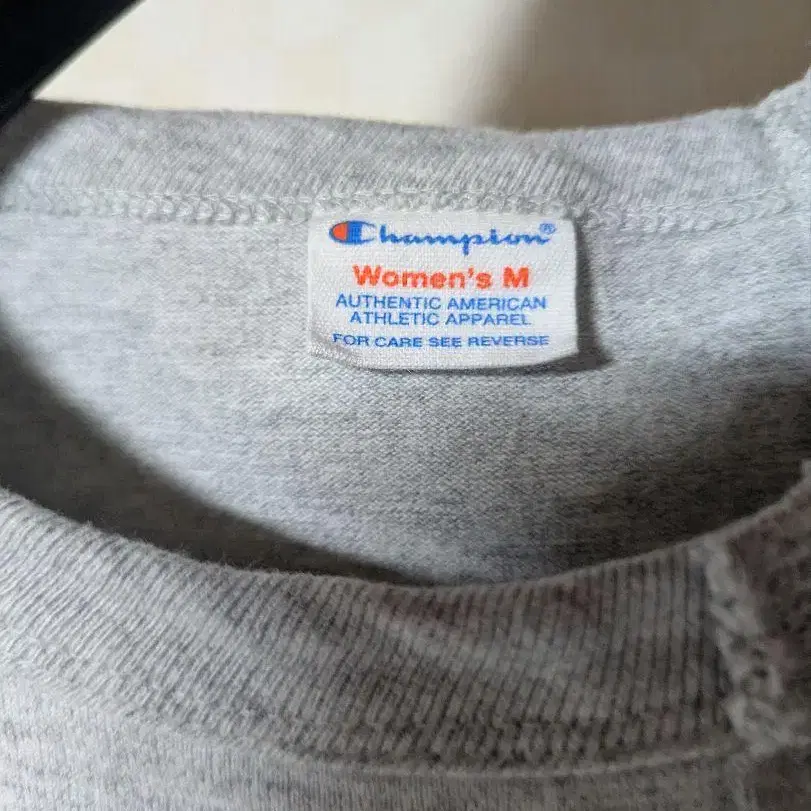 Champion®
Women's M
AUTHENTIC AMERICAN
ATHLETIC APPAREL
FOR CARE SEE REVERSE